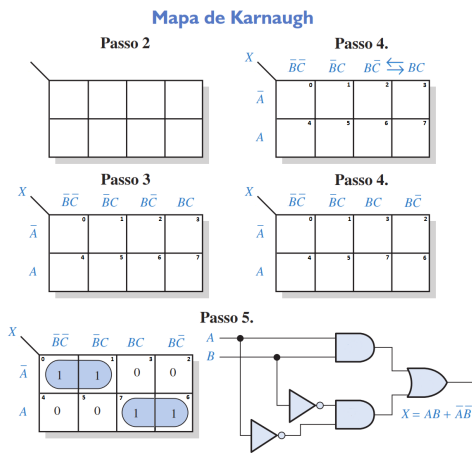 Mapa de Karnaugh
Passo 2
Passo 4.
X B̄C̄ B̄C BC̄ ⇆ BC
0 1 2 3
Ā
4 5 6 7
A
Passo 3
X B̄C̄ B̄C BC̄ BC
0 1 2 3
Ā
4 5 6 7
A
Passo 4.
X B̄C̄ B̄C BC BC̄
0 1 3 2
Ā
4 5 7 6
A
Passo 5.
X B̄C̄ B̄C BC BC̄
0 1 3 2
Ā 1 1 0 0
4 5 7 6
A 0 0 1 1
A
B
X = AB + ĀB̄